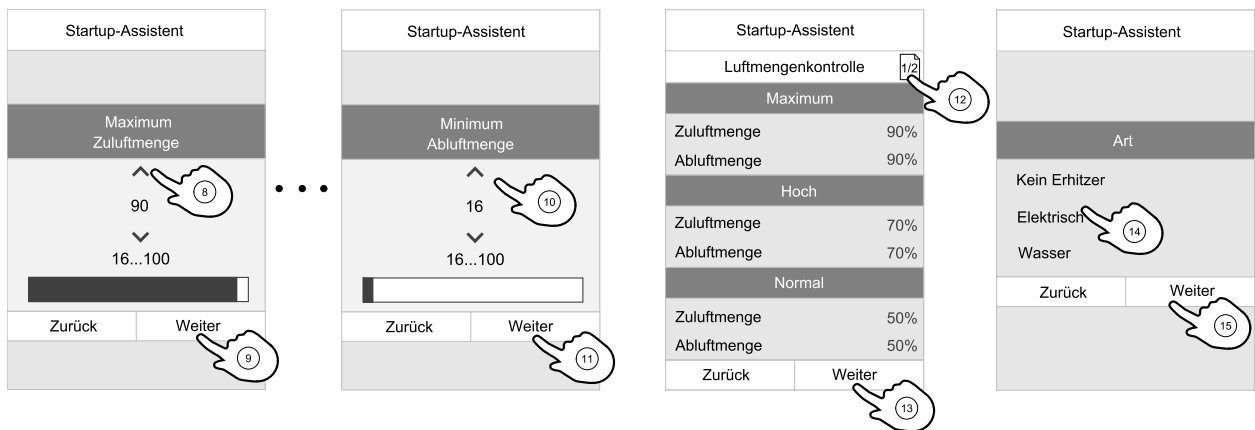 Startup-Assistent
Maximum
Zuluftmenge
8
90
16...100
Zurück Weiter
9
Startup-Assistent
Minimum
Abluftmenge
10
16
16...100
Zurück Weiter
11
Startup-Assistent
Luftmengenkontrolle 1/2
12
Maximum
Zuluftmenge 90%
Abluftmenge 90%
Hoch
Zuluftmenge 70%
Abluftmenge 70%
Normal
Zuluftmenge 50%
Abluftmenge 50%
Zurück Weiter
13
Startup-Assistent
Art
Kein Erhitzer
Elektrisch
14
Wasser
Zurück Weiter
15